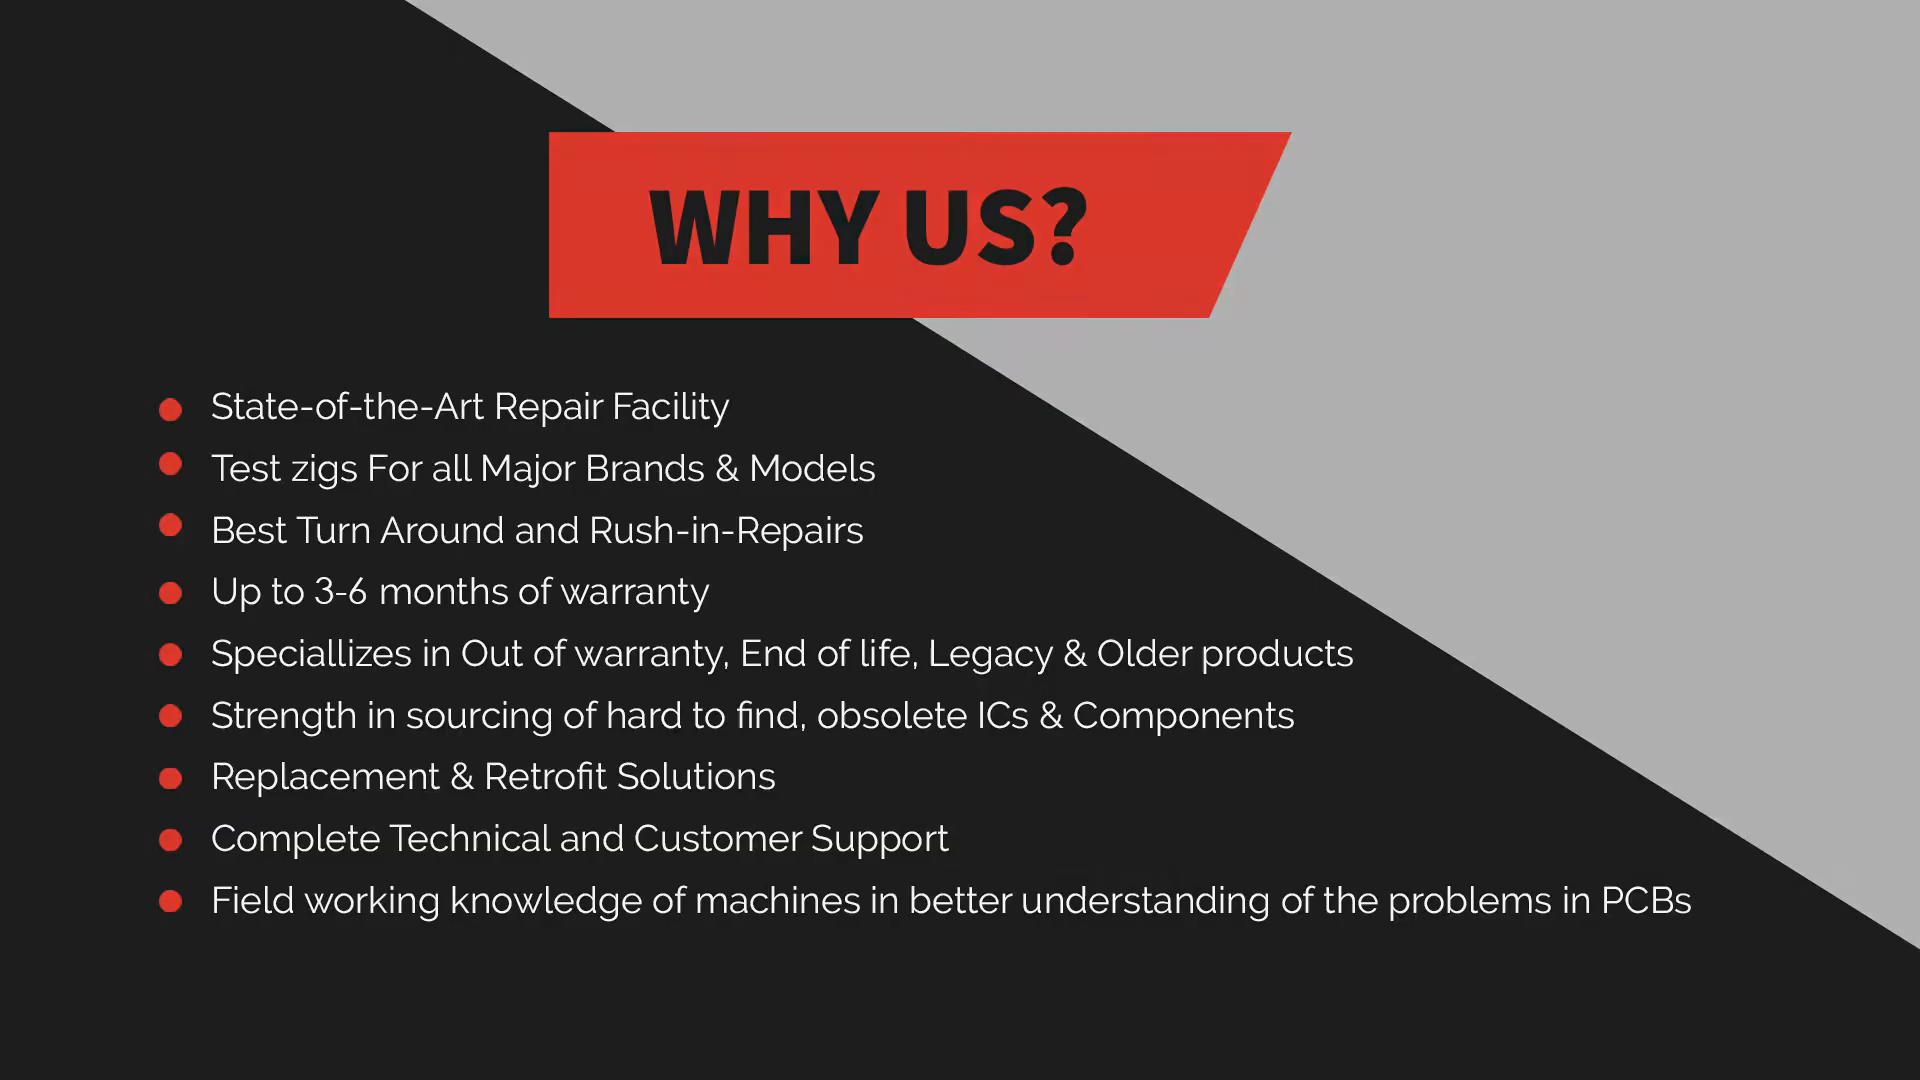 WHY US?
State-of-the-Art Repair Facility
Test zigs For all Major Brands & Models
Best Turn Around and Rush-in-Repairs
Up to 3-6 months of warranty
Speciallizes in Out of warranty, End of life, Legacy & Older products
Strength in sourcing of hard to find, obsolete ICs & Components
Replacement & Retrofit Solutions
Complete Technical and Customer Support
Field working knowledge of machines in better understanding of the problems in PCBs